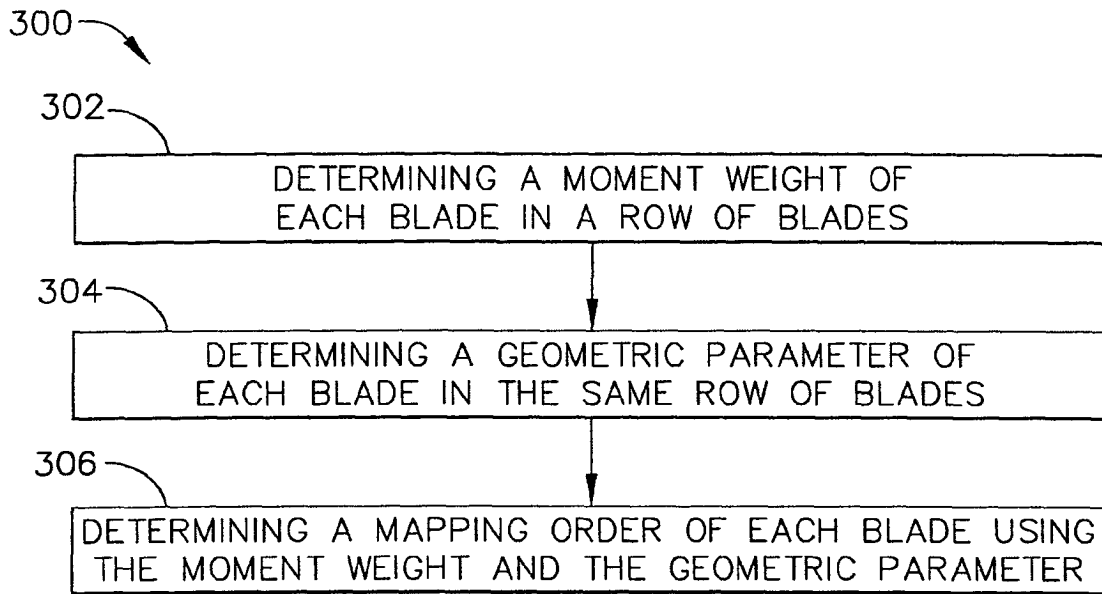 300
302
DETERMINING A MOMENT WEIGHT OF
EACH BLADE IN A ROW OF BLADES
304
DETERMINING A GEOMETRIC PARAMETER OF
EACH BLADE IN THE SAME ROW OF BLADES
306
DETERMINING A MAPPING ORDER OF EACH BLADE USING
THE MOMENT WEIGHT AND THE GEOMETRIC PARAMETER